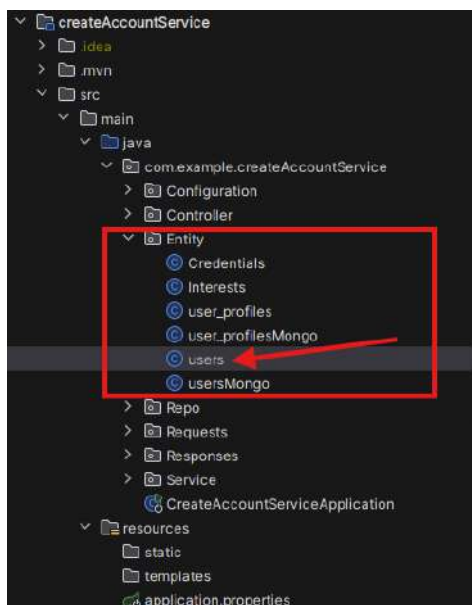 createAccountService
.idea
.mvn
src
main
java
com.example.createAccountService
Configuration
Controller
Entity
Credentials
Interests
user_profiles
user_profilesMongo
users
usersMongo
Repo
Requests
Responses
Service
CreateAccountServiceApplication
resources
static
templates
application.properties